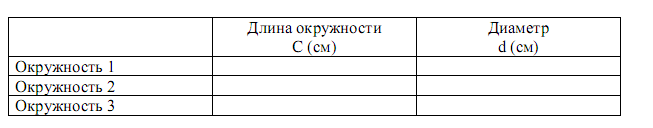 Длина окружности
С (см)
Диаметр
d (см)
Окружность 1
Окружность 2
Окружность 3